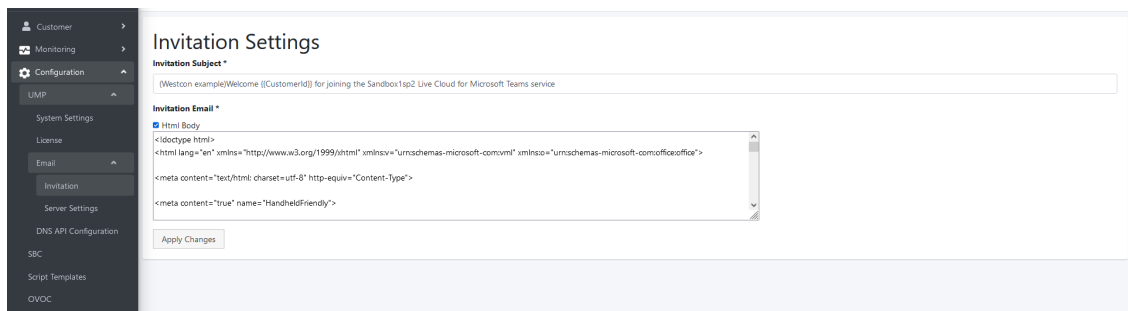 Customer
Monitoring
Configuration
UMP
System Settings
License
Email
Invitation
Server Settings
DNS API Configuration
SBC
Script Templates
OVOC
Invitation Settings
Invitation Subject *
(Westcon example)Welcome {{CustomerId}} for joining the Sandbox1sp2 Live Cloud for Microsoft Teams service
Invitation Email *
Html Body
<!doctype html>
<html lang="en" xmlns="http://www.w3.org/1999/xhtml" xmlns:v="urn:schemas-microsoft-com:vml" xmlns:o="urn:schemas-microsoft-com:office:office">
<meta content="text/html; charset=utf-8" http-equiv="Content-Type">
<meta content="true" name="HandheldFriendly">
Apply Changes